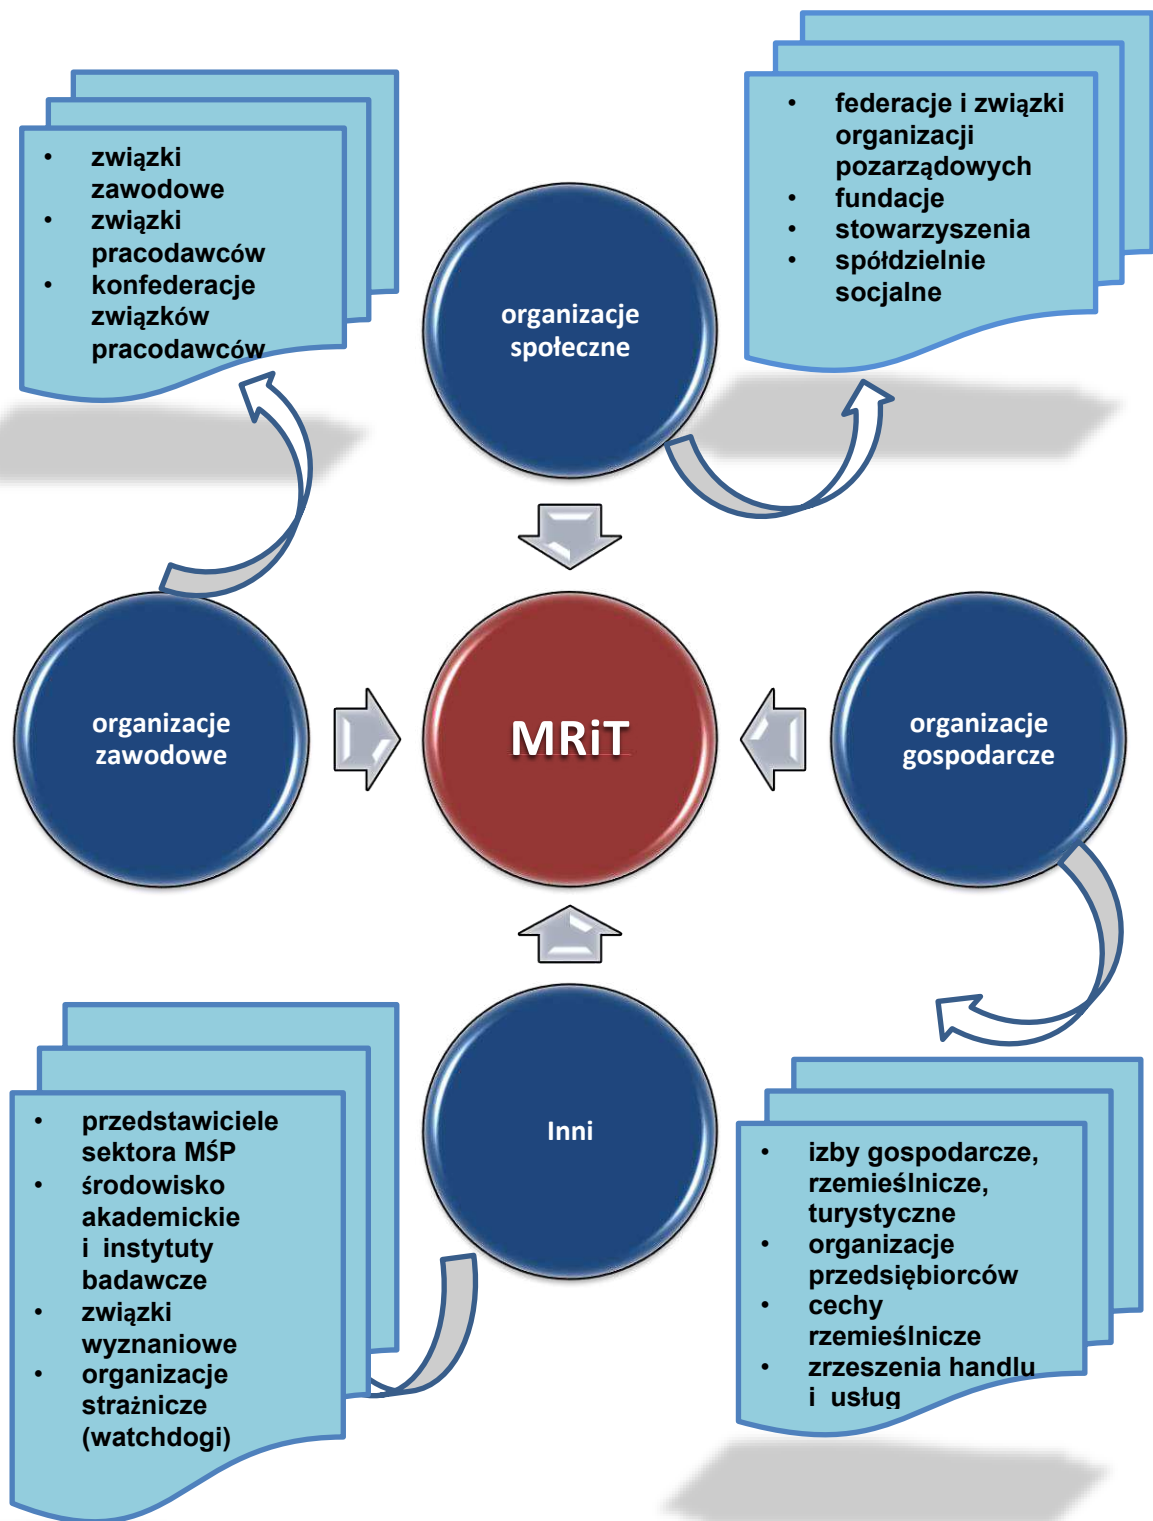 • związki
zawodowe
• związki
pracodawców
• konfederacje
związków
pracodawców
• federacje i związki
organizacji
pozarządowych
• fundacje
• stowarzyszenia
• spółdzielnie
socjalne
organizacje
społeczne
organizacje
zawodowe
MRiT
organizacje
gospodarcze
Inni
• przedstawiciele
sektora MŚP
• środowisko
akademickie
i instytuty
badawcze
• związki
wyznaniowe
• organizacje
strażnicze
(watchdogi)
• izby gospodarcze,
rzemieślnicze,
turystyczne
• organizacje
przedsiębiorców
• cechy
rzemieślnicze
• zrzeszenia handlu
i usług